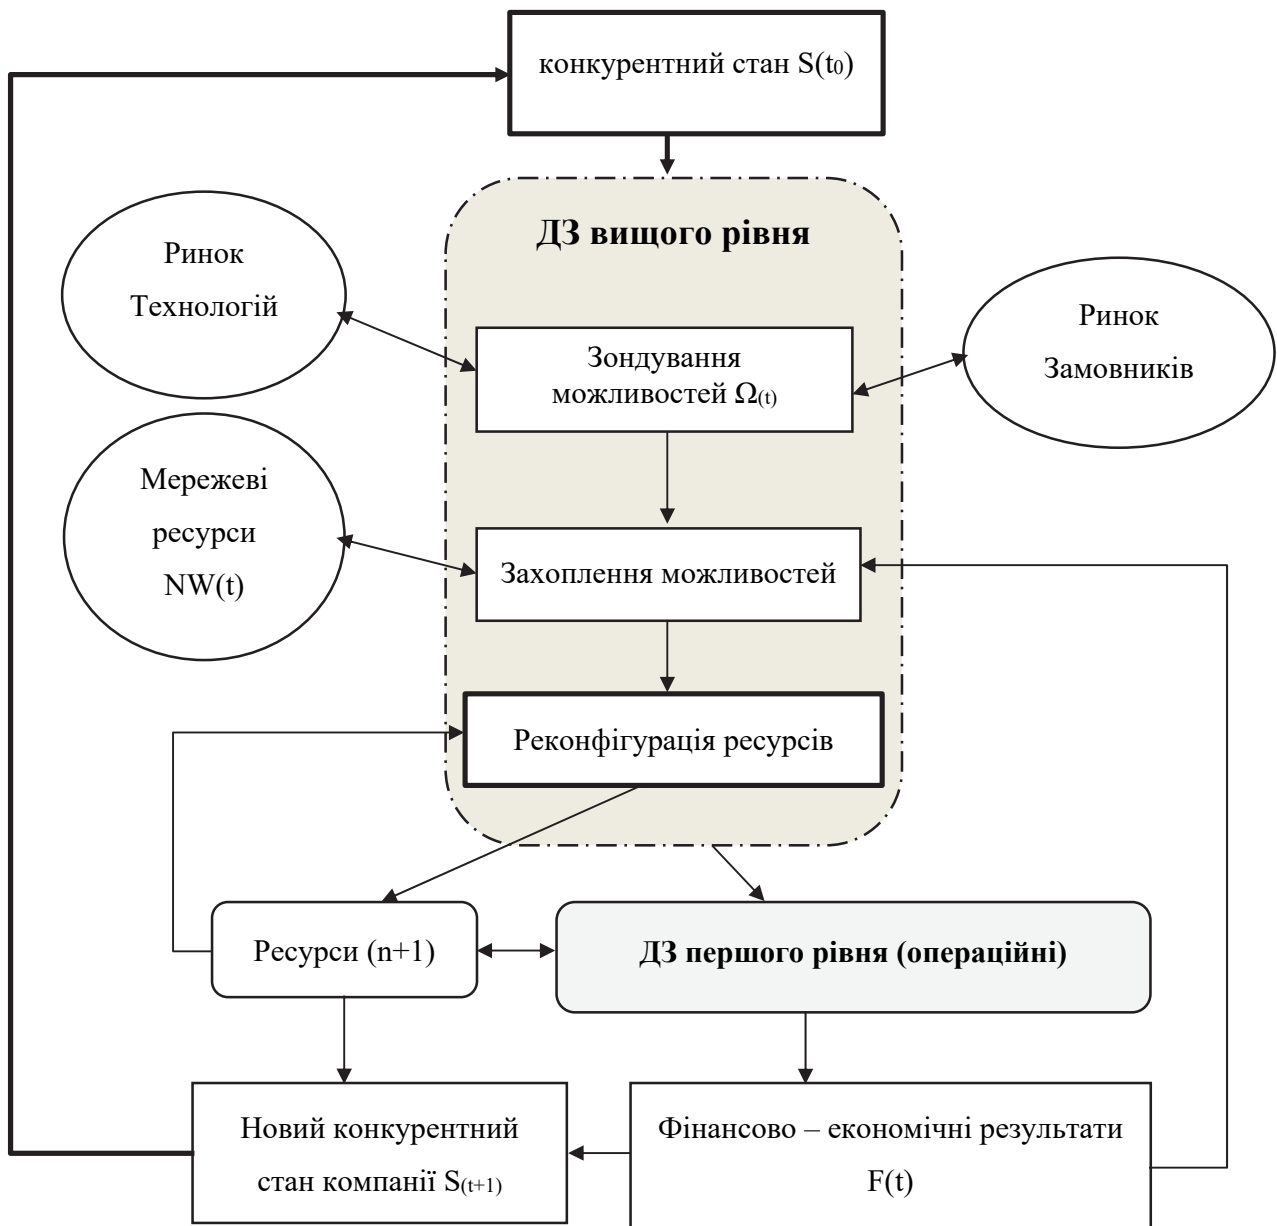 конкурентний стан S(t0)
ДЗ вищого рівня
Ринок
Технологій
Зондування
можливостей Ω(t)
Ринок
Замовників
Мережеві
ресурси
NW(t)
Захоплення можливостей
Реконфігурація ресурсів
Ресурси (n+1)
ДЗ першого рівня (операційні)
Новий конкурентний
стан компанії S(t+1)
Фінансово – економічні результати
F(t)